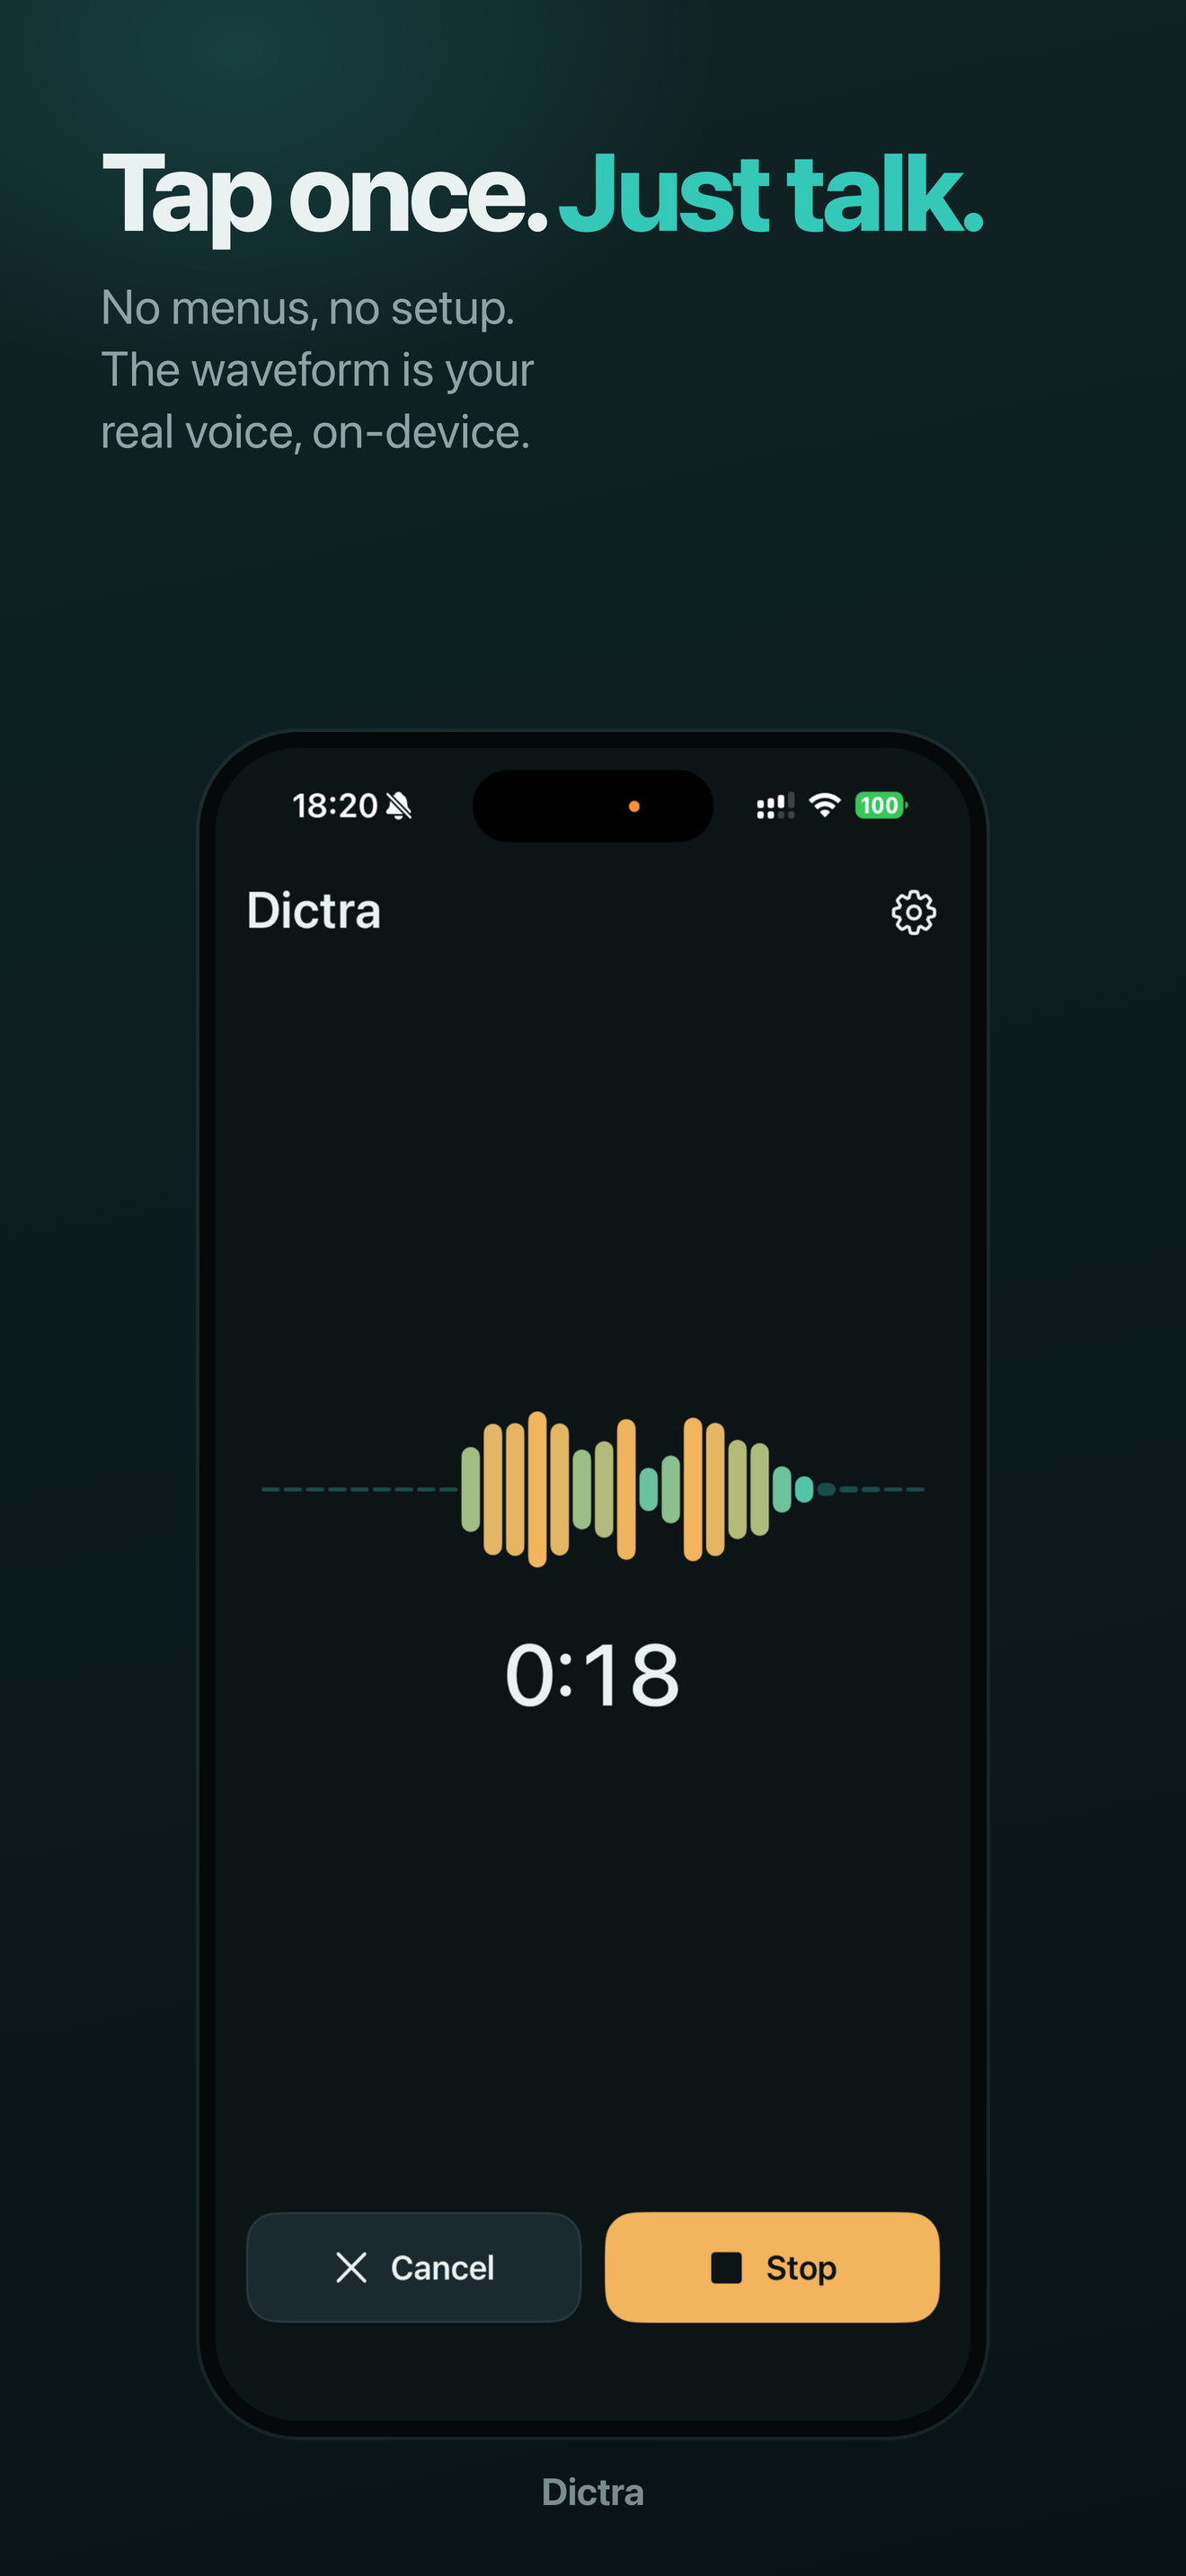 Tap once. Just talk.
No menus, no setup.
The waveform is your
real voice, on-device.
18:20 100
Dictra
0:18
Cancel Stop
Dictra